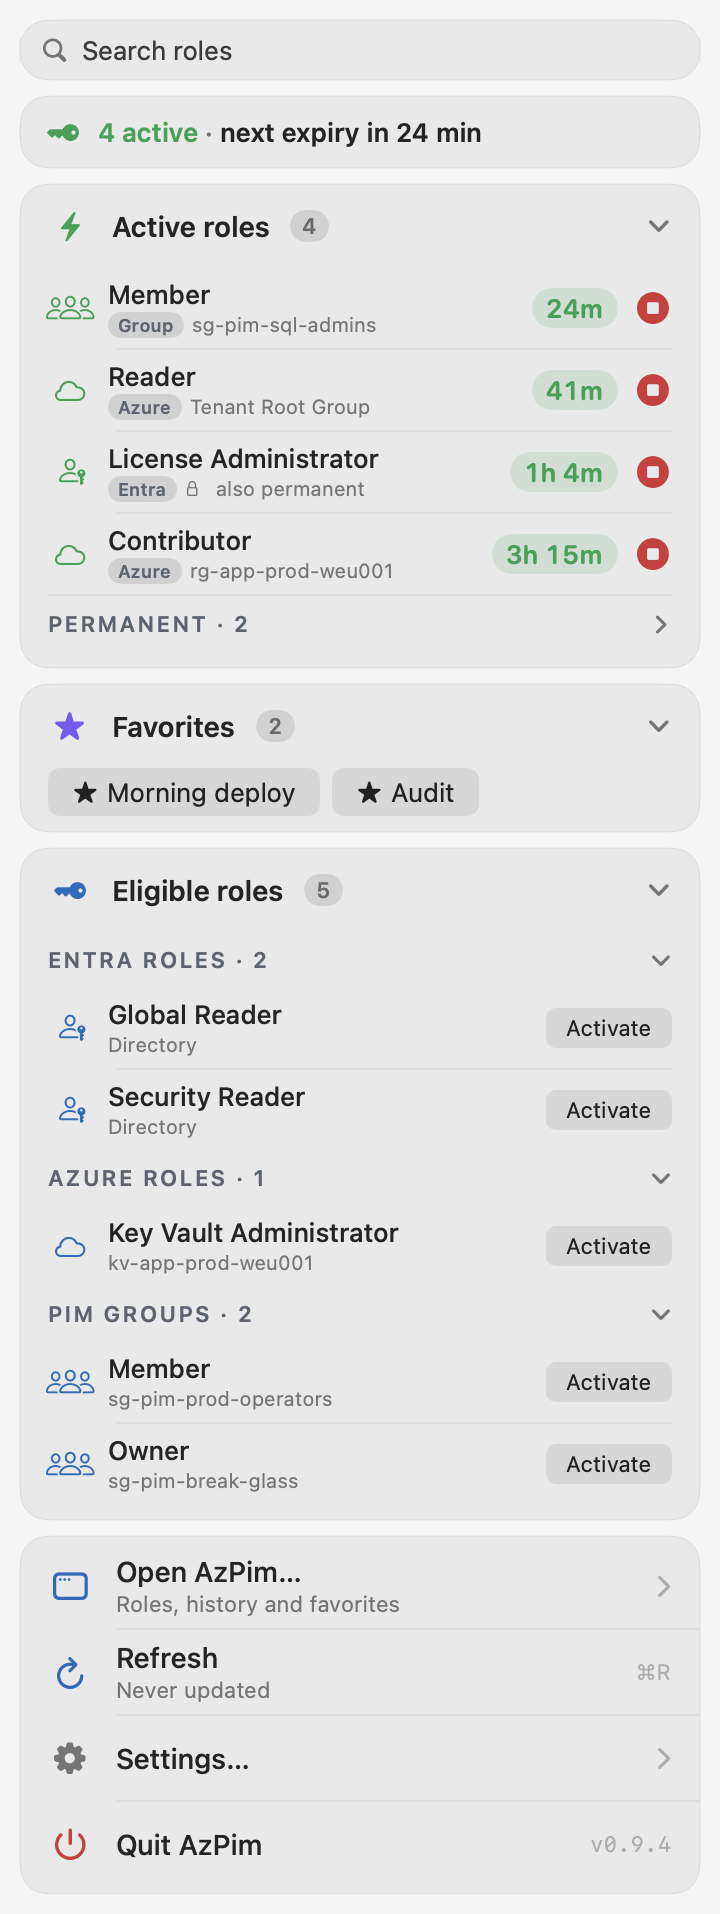 Search roles
4 active · next expiry in 24 min
Active roles 4
Member 24m
Group sg-pim-sql-admins
Reader 41m
Azure Tenant Root Group
License Administrator 1h 4m
Entra also permanent
Contributor 3h 15m
Azure rg-app-prod-weu001
PERMANENT · 2
Favorites 2
Morning deploy Audit
Eligible roles 5
ENTRA ROLES · 2
Global Reader Activate
Directory
Security Reader Activate
Directory
AZURE ROLES · 1
Key Vault Administrator Activate
kv-app-prod-weu001
PIM GROUPS · 2
Member Activate
sg-pim-prod-operators
Owner Activate
sg-pim-break-glass
Open AzPim...
Roles, history and favorites
Refresh ⌘R
Never updated
Settings...
Quit AzPim v0.9.4